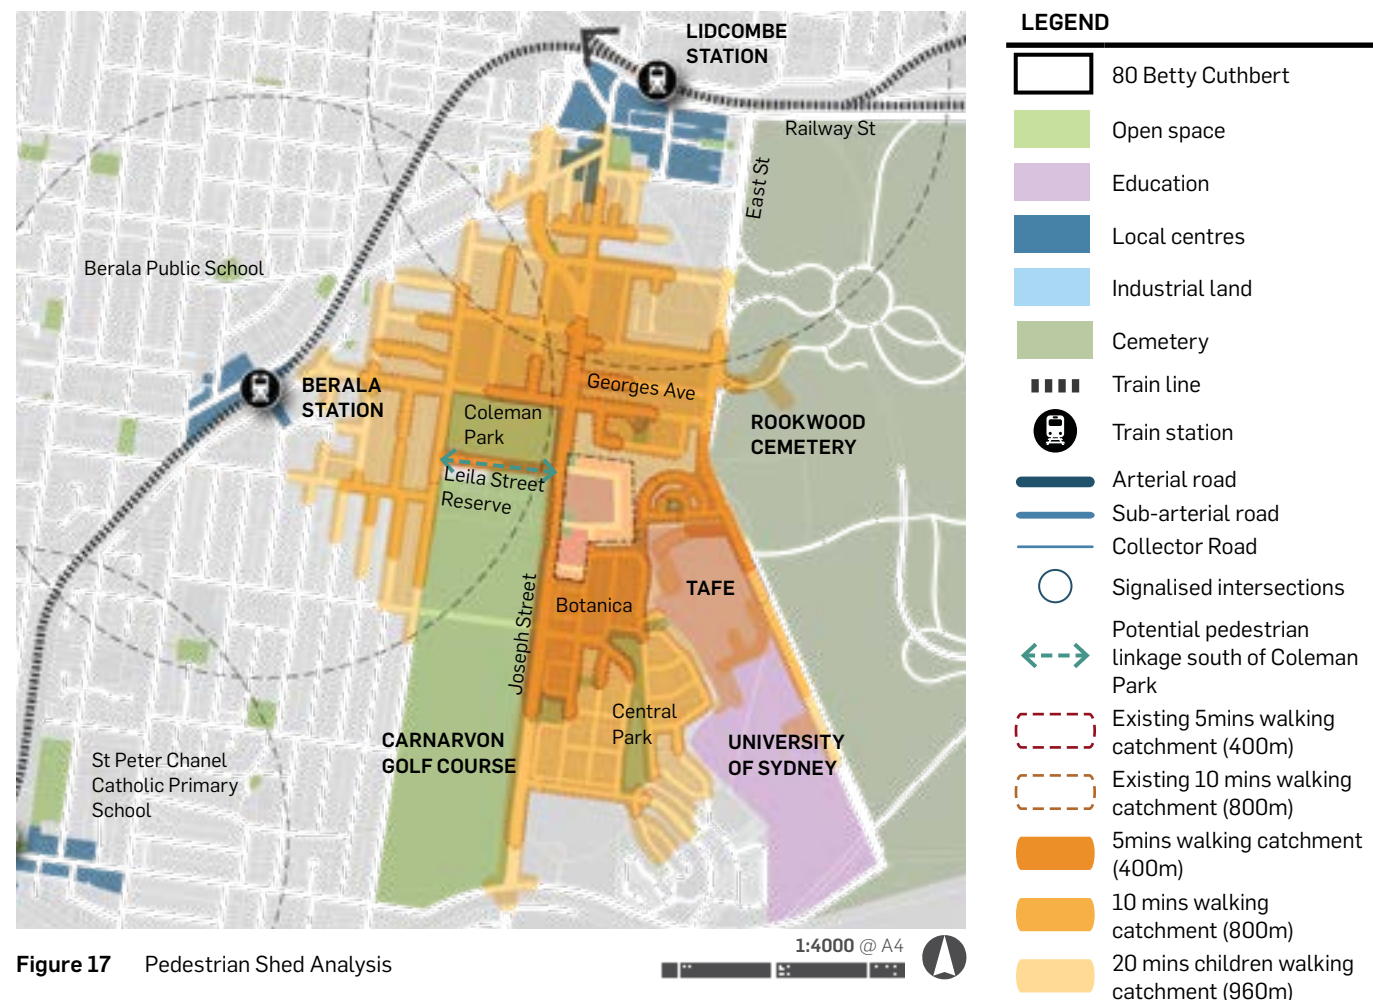 LIDCOMBE
STATION
Railway St
East St
Berala Public School
BERALA
STATION
Georges Ave
Coleman
Park
ROOKWOOD
CEMETERY
Leila Street
Reserve
TAFE
Botanica
Joseph Street
Central
Park
CARNARVON
GOLF COURSE
UNIVERSITY
OF SYDNEY
St Peter Chanel
Catholic Primary
School
LEGEND
80 Betty Cuthbert
Open space
Education
Local centres
Industrial land
Cemetery
Train line
Train station
Arterial road
Sub-arterial road
Collector Road
Signalised intersections
Potential pedestrian
linkage south of Coleman
Park
Existing 5mins walking
catchment (400m)
Existing 10 mins walking
catchment (800m)
5mins walking catchment
(400m)
10 mins walking
catchment (800m)
20 mins children walking
catchment (960m)
1:4000 @ A4
Figure 17 Pedestrian Shed Analysis